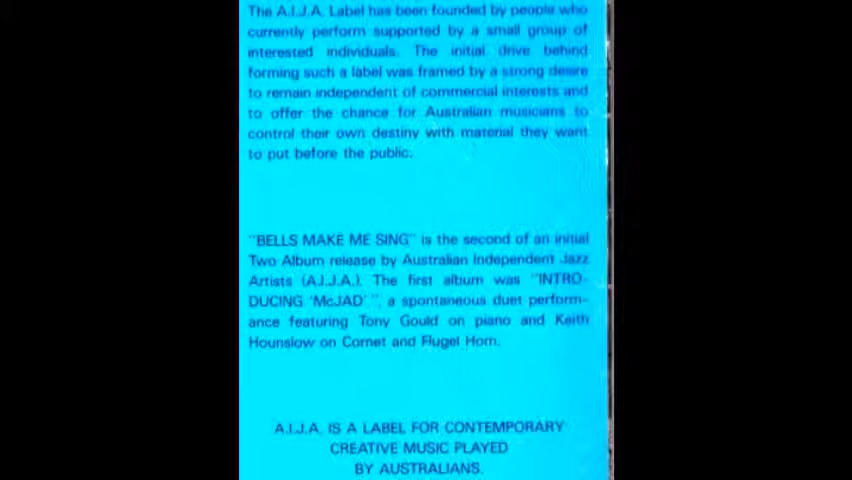 The A.I.J.A. Label has been founded by people who
currently perform supported by a small group of
interested individuals. The initial drive behind
forming such a label was framed by a strong desire
to remain independent of commercial interests and
to offer the chance for Australian musicians to
control their own destiny with material they want
to put before the public.
"BELLS MAKE ME SING" is the second of an initial
Two Album release by Australian Independent Jazz
Artists (A.I.J.A.). The first album was "INTRO-
DUCING 'McJAD' ", a spontaneous duet perform-
ance featuring Tony Gould on piano and Keith
Hounslow on Cornet and Flugel Horn.
A.I.J.A. IS A LABEL FOR CONTEMPORARY
CREATIVE MUSIC PLAYED
BY AUSTRALIANS.